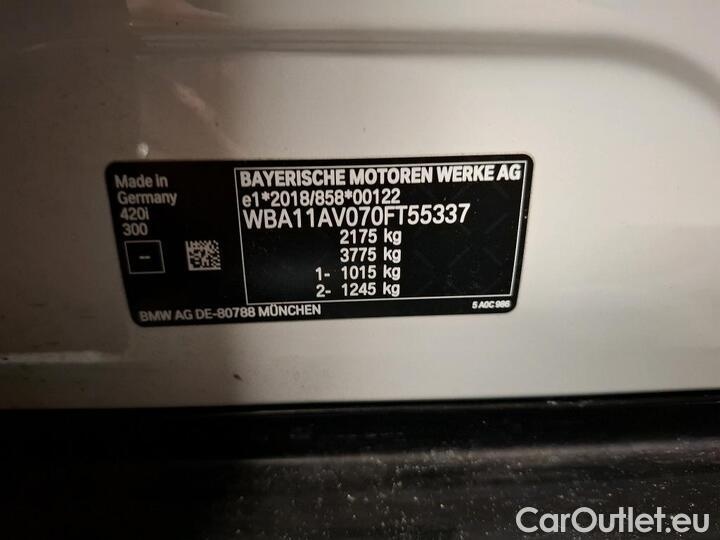 Made in
Germany
420i
300
BAYERISCHE MOTOREN WERKE AG
e1*2018/858*00122
WBA11AV070FT55337
2175 kg
3775 kg
1- 1015 kg
2- 1245 kg
BMW AG DE-80788 MÜNCHEN
5 A0C 986
CarOutlet.eu